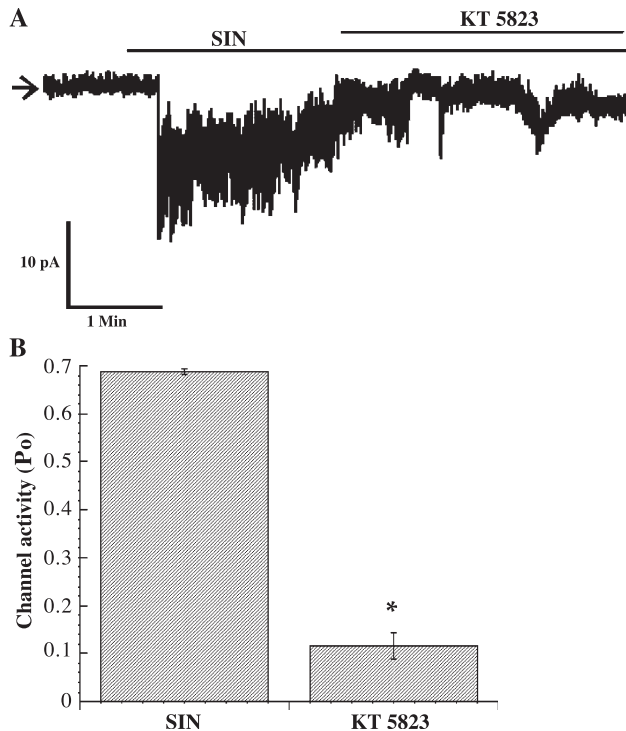 A
SIN
KT 5823
10 pA
1 Min
B
Channel activity (Po)
0.7
0.6
0.5
0.4
0.3
0.2
0.1
0
*
SIN
KT 5823